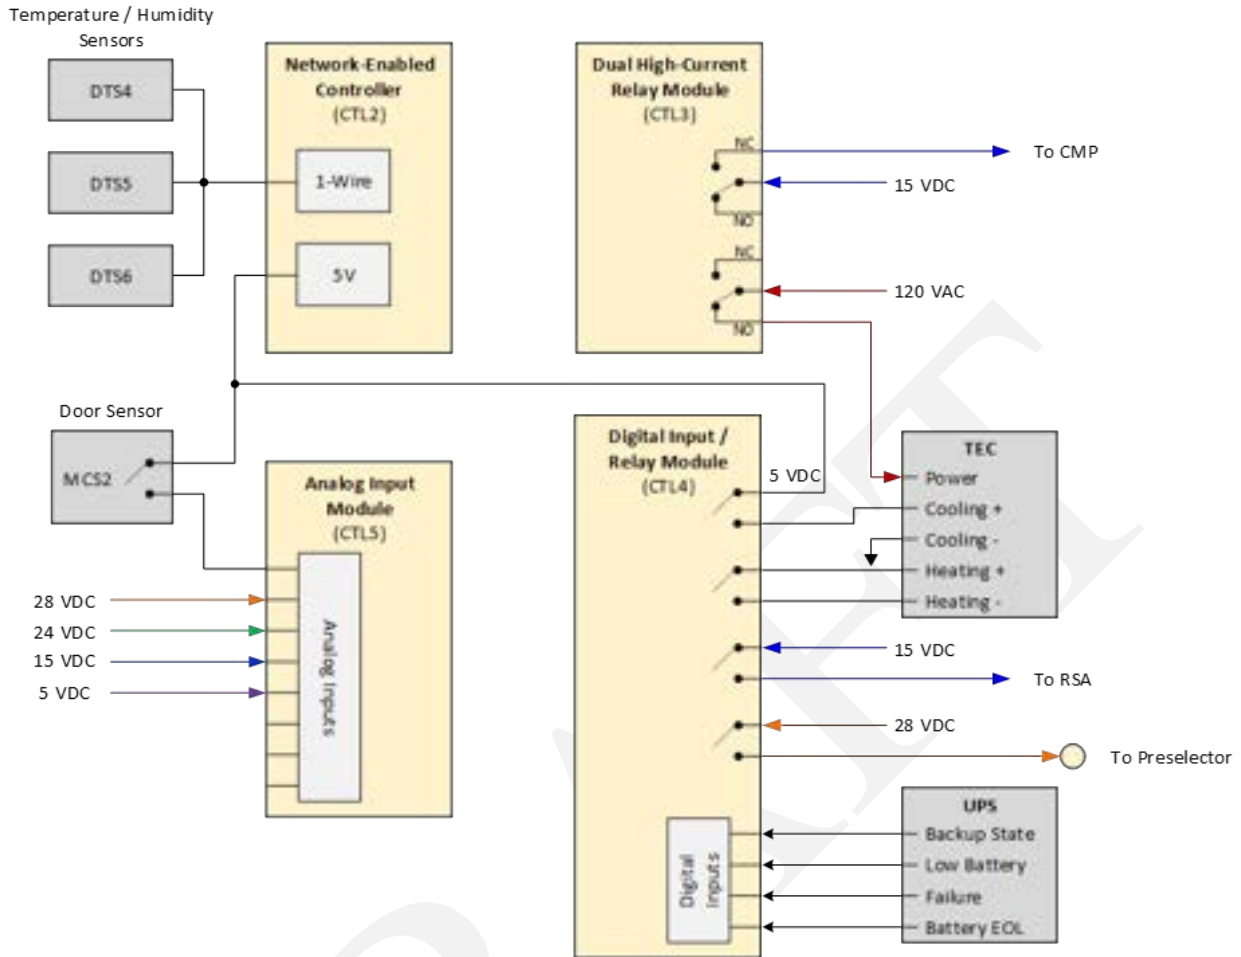 Temperature / Humidity
Sensors
DTS4
DTS5
DTS6
Network-Enabled
Controller
(CTL2)
1-Wire
5V
Dual High-Current
Relay Module
(CTL3)
NC
NO
NC
NO
To CMP
15 VDC
120 VAC
Door Sensor
MCS2
Analog Input
Module
(CTL5)
Analog Inputs
28 VDC
24 VDC
15 VDC
5 VDC
Digital Input /
Relay Module
(CTL4)
5 VDC
Digital
Inputs
TEC
Power
Cooling +
Cooling -
Heating +
Heating -
15 VDC
To RSA
28 VDC
To Preselector
UPS
Backup State
Low Battery
Failure
Battery EOL